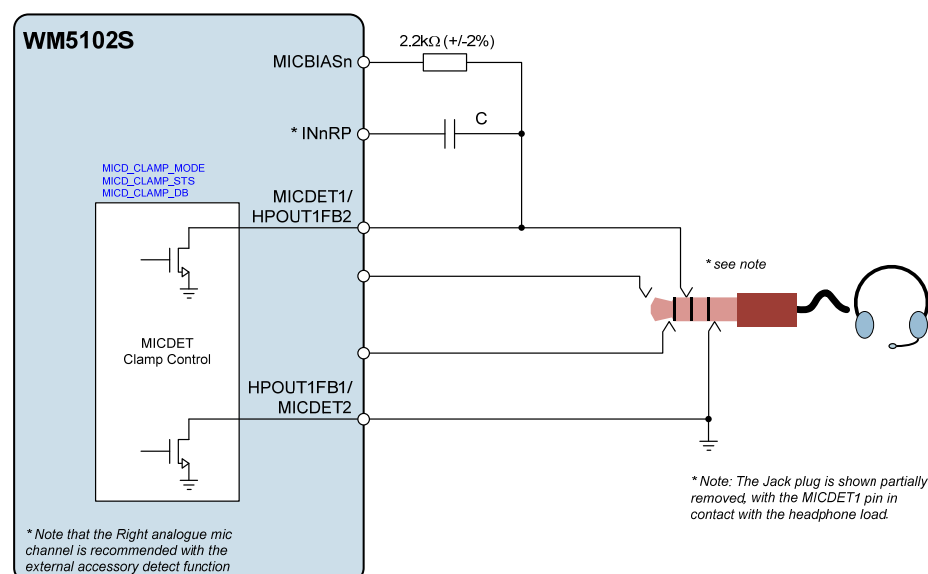 WM5102S
2.2kΩ (+/-2%)
MICBIASn
C
* INnRP
MICD_CLAMP_MODE
MICD_CLAMP_STS
MICD_CLAMP_DB
MICDET1/
HPOUT1FB2
* see note
MICDET
Clamp Control
HPOUT1FB1/
MICDET2
* Note: The Jack plug is shown partially
removed, with the MICDET1 pin in
contact with the headphone load.
* Note that the Right analogue mic
channel is recommended with the
external accessory detect function